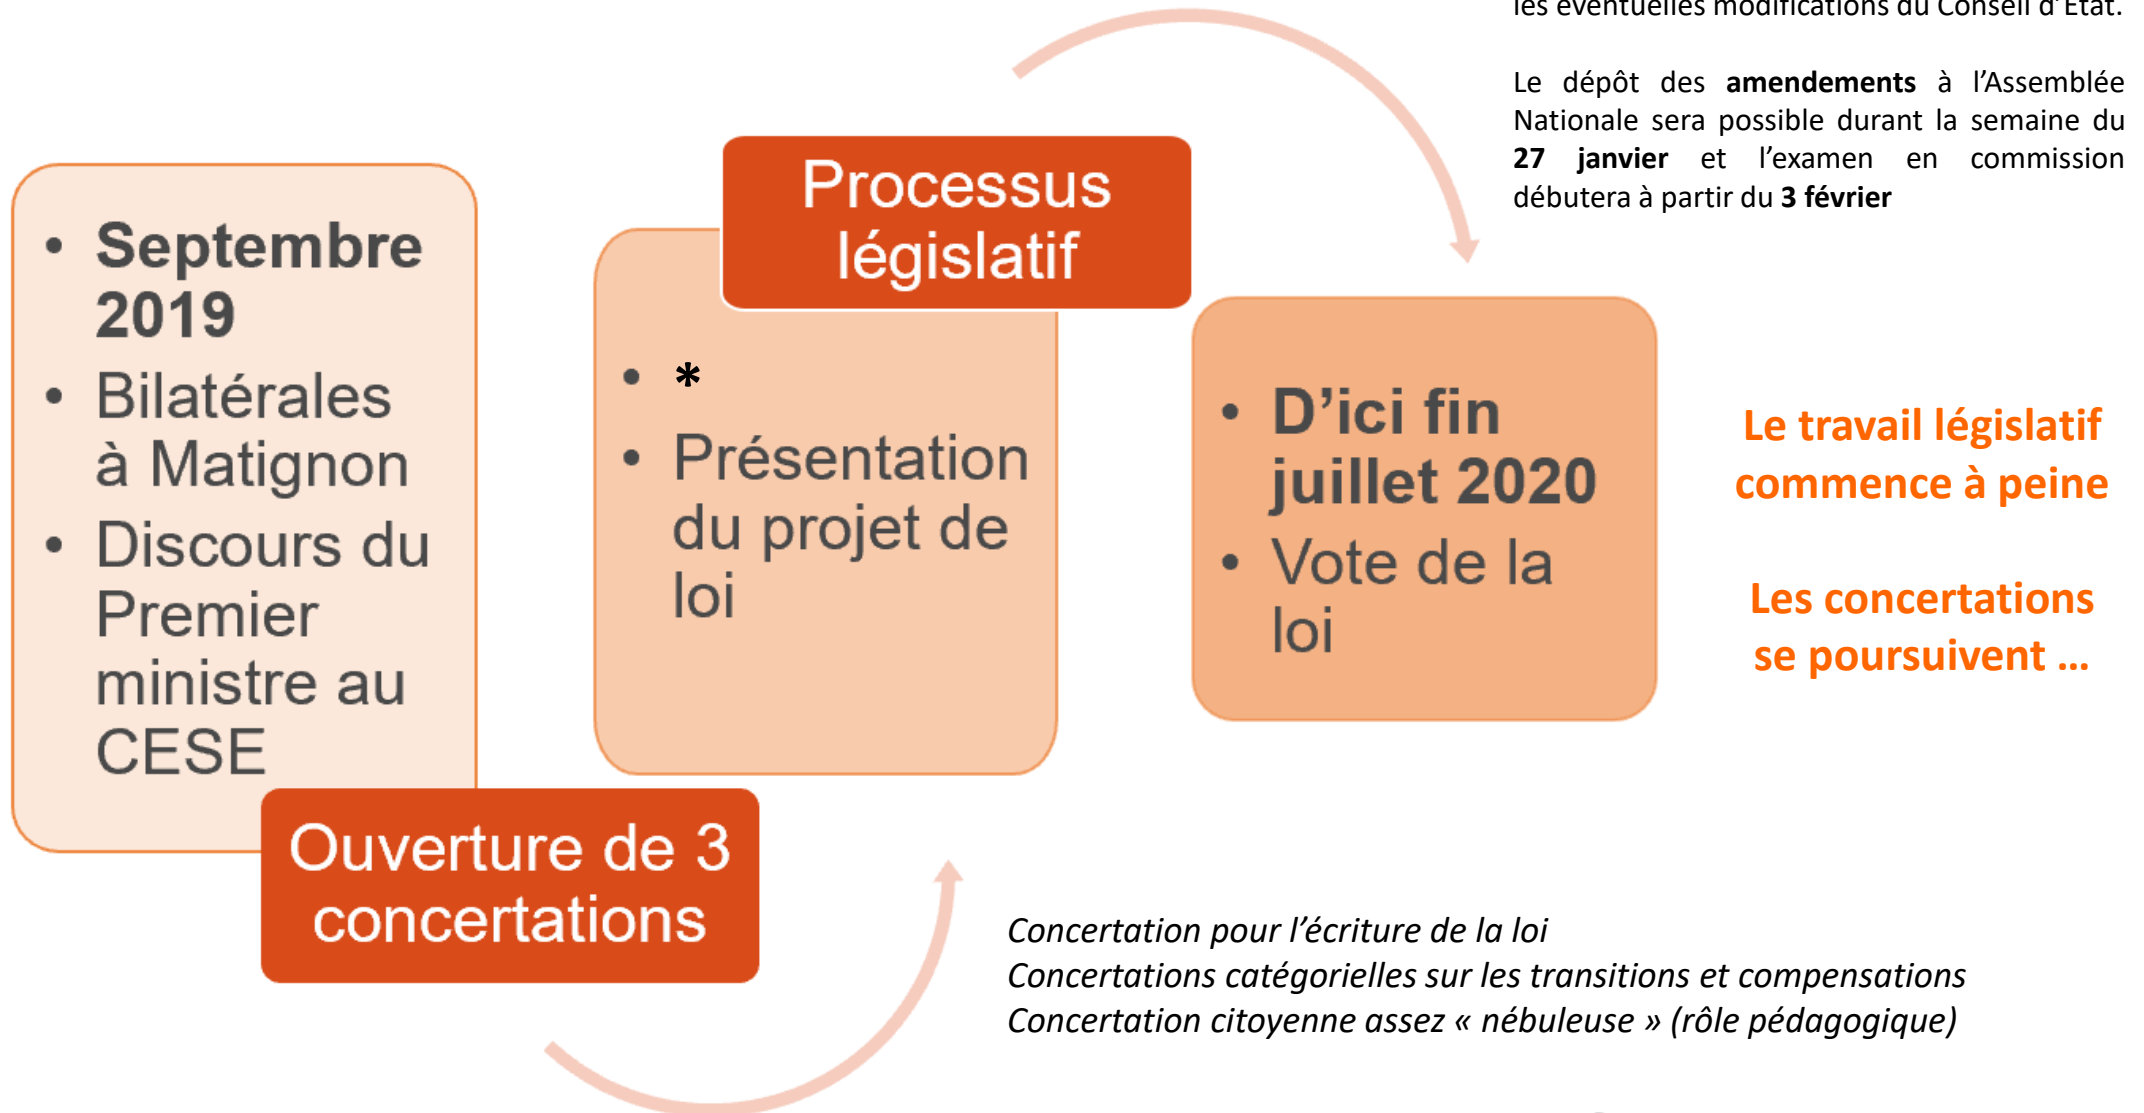 les éventuelles modifications du Conseil d'Etat.
Le dépôt des amendements à l'Assemblée
Nationale sera possible durant la semaine du
27 janvier et l'examen en commission
débutera à partir du 3 février
• Septembre
2019
• Bilatérales
à Matignon
• Discours du
Premier
ministre au
CESE
Ouverture de 3
concertations
Processus
législatif
• *
• Présentation
du projet de
loi
• D'ici fin
juillet 2020
• Vote de la
loi
Le travail législatif
commence à peine
Les concertations
se poursuivent ...
Concertation pour l'écriture de la loi
Concertations catégorielles sur les transitions et compensations
Concertation citoyenne assez « nébuleuse » (rôle pédagogique)